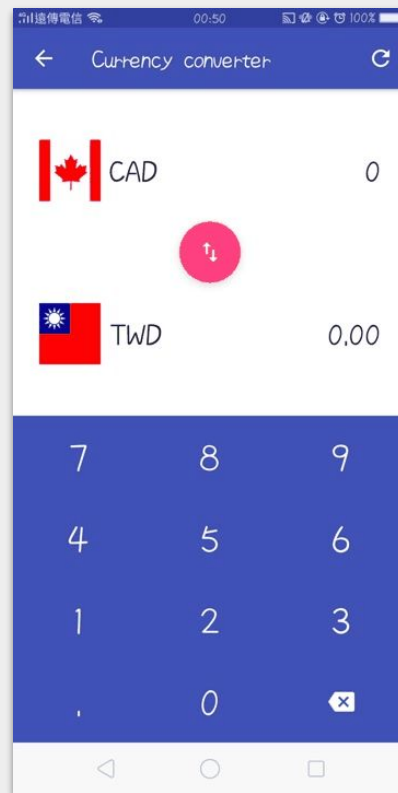 遠傳電信 00:50 100%
Currency converter
CAD 0
TWD 0.00
7 8 9
4 5 6
1 2 3
. 0